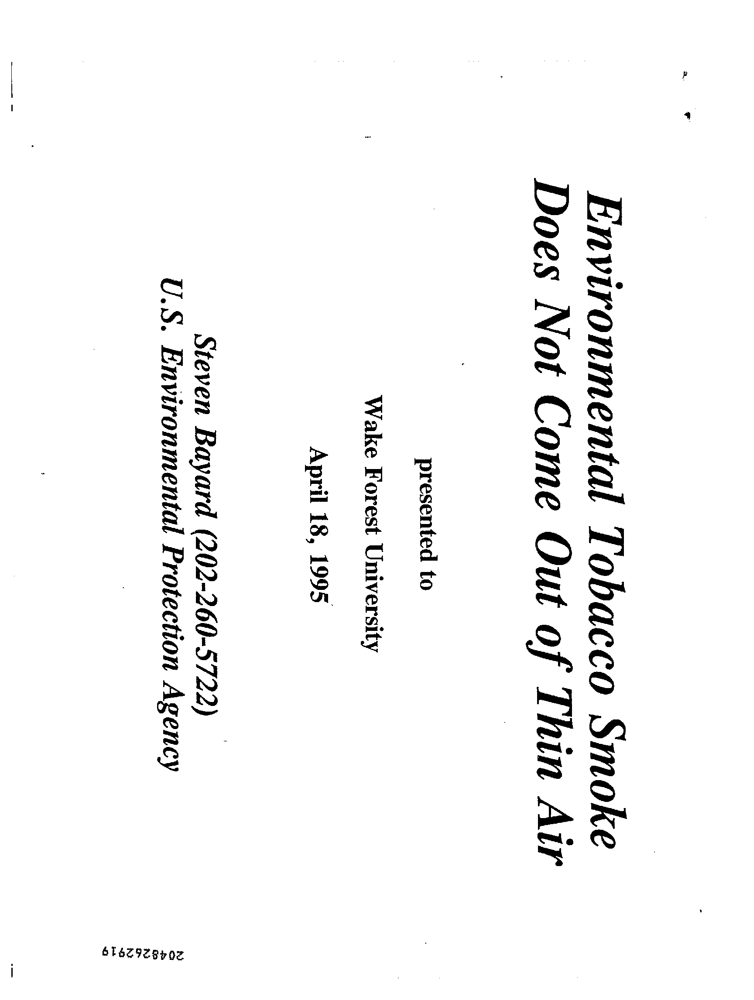 Environmental Tobacco Smoke
Does Not Come Out of Thin Air
presented to
Wake Forest University
April 18, 1995
Steven Bayard (202-260-5722)
U.S. Environmental Protection Agency
2048262919